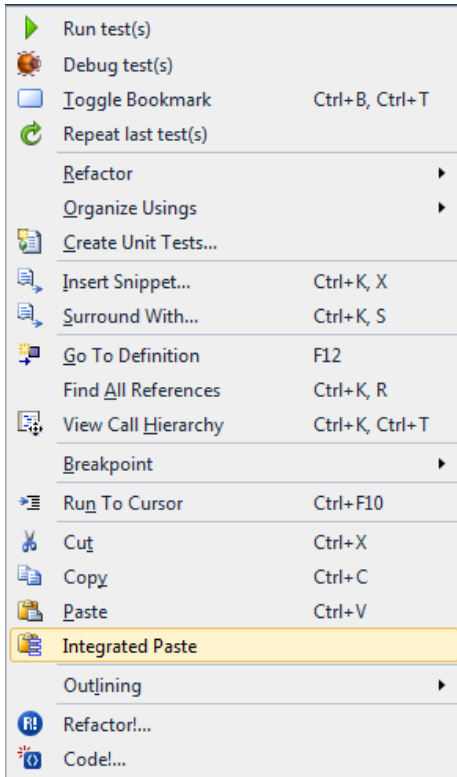 Run test(s)
Debug test(s)
Toggle Bookmark Ctrl+B, Ctrl+T
Repeat last test(s)
Refactor
Organize Usings
Create Unit Tests...
Insert Snippet... Ctrl+K, X
Surround With... Ctrl+K, S
Go To Definition F12
Find All References Ctrl+K, R
View Call Hierarchy Ctrl+K, Ctrl+T
Breakpoint
Run To Cursor Ctrl+F10
Cut Ctrl+X
Copy Ctrl+C
Paste Ctrl+V
Integrated Paste
Outlining
R! Refactor!...
Code!...